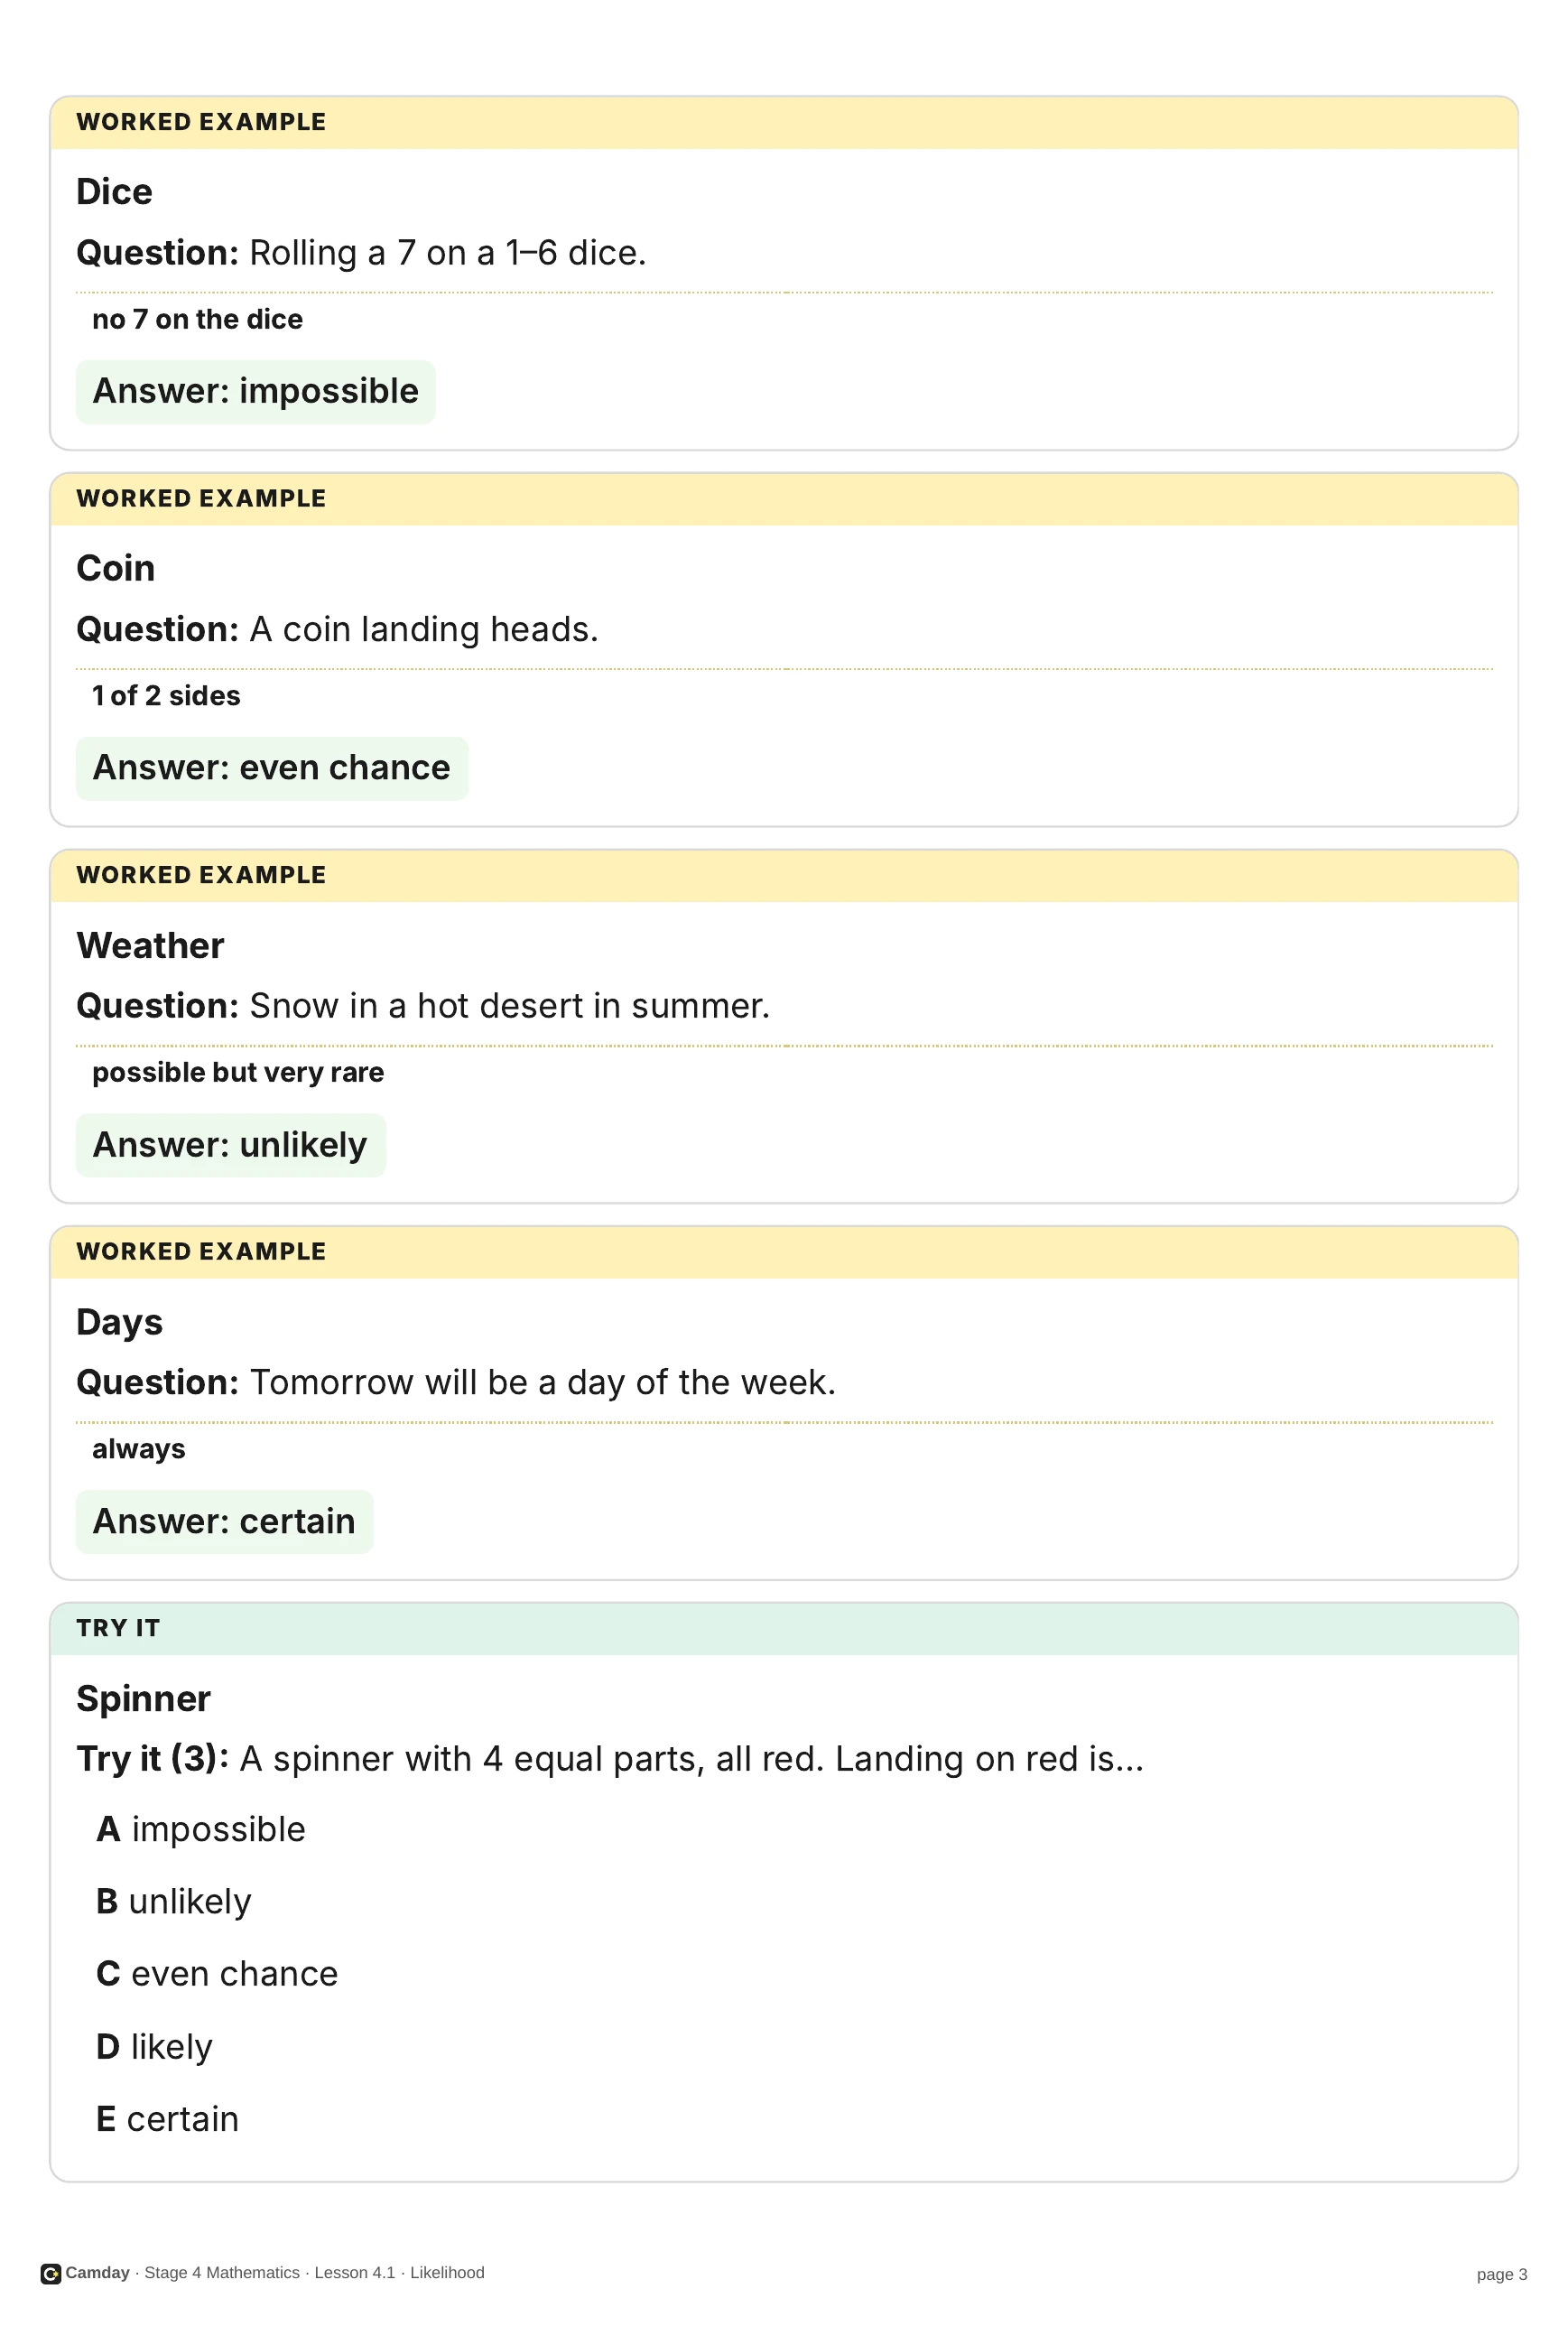 WORKED EXAMPLE
Dice
Question: Rolling a 7 on a 1–6 dice.
no 7 on the dice
Answer: impossible
WORKED EXAMPLE
Coin
Question: A coin landing heads.
1 of 2 sides
Answer: even chance
WORKED EXAMPLE
Weather
Question: Snow in a hot desert in summer.
possible but very rare
Answer: unlikely
WORKED EXAMPLE
Days
Question: Tomorrow will be a day of the week.
always
Answer: certain
TRY IT
Spinner
Try it (3): A spinner with 4 equal parts, all red. Landing on red is...
A impossible
B unlikely
C even chance
D likely
E certain
Camday · Stage 4 Mathematics · Lesson 4.1 · Likelihood
page 3